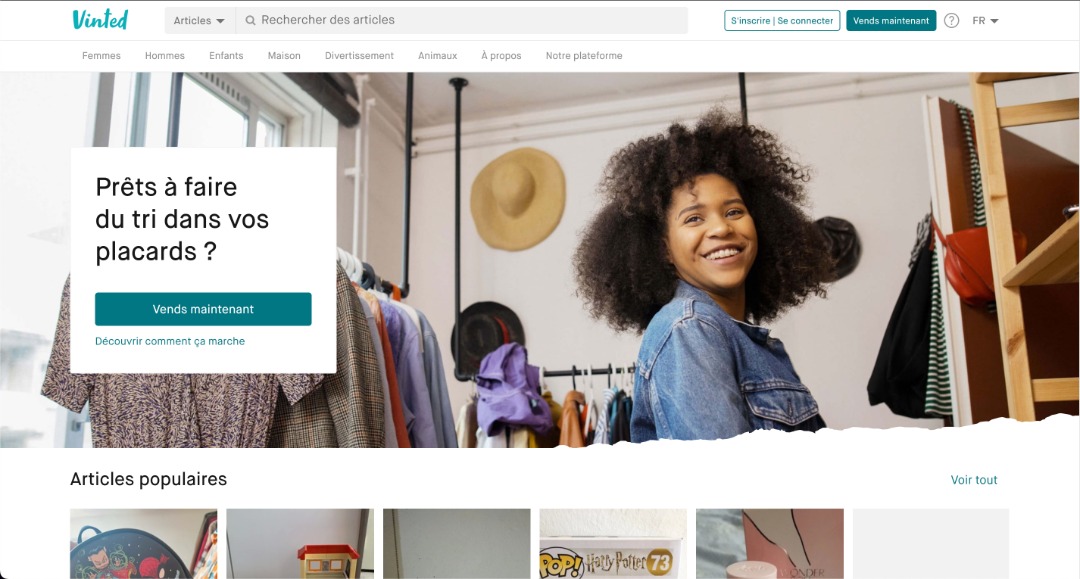 Vinted
Articles
Rechercher des articles
S'inscrire | Se connecter
Vends maintenant
?
FR
Femmes
Hommes
Enfants
Maison
Divertissement
Animaux
À propos
Notre plateforme
Prêts à faire
du tri dans vos
placards ?
Vends maintenant
Découvrir comment ça marche
Articles populaires
Voir tout
POP!
Harry Potter
73